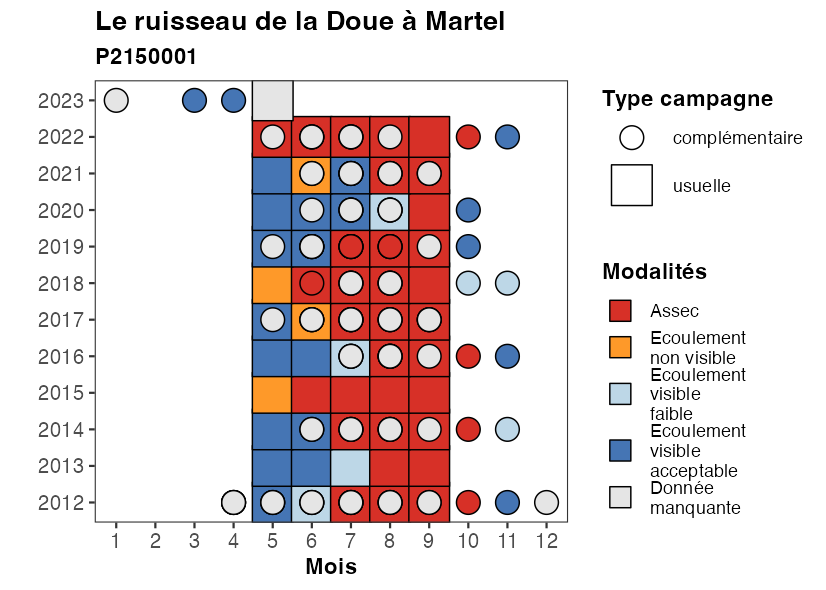 Le ruisseau de la Doue à Martel
P2150001
2023
2022
2021
2020
2019
2018
2017
2016
2015
2014
2013
2012
1 2 3 4 5 6 7 8 9 10 11 12
Mois
Type campagne
complémentaire
usuelle
Modalités
Assec
Ecoulement
non visible
Ecoulement
visible
faible
Ecoulement
visible
acceptable
Donnée
manquante